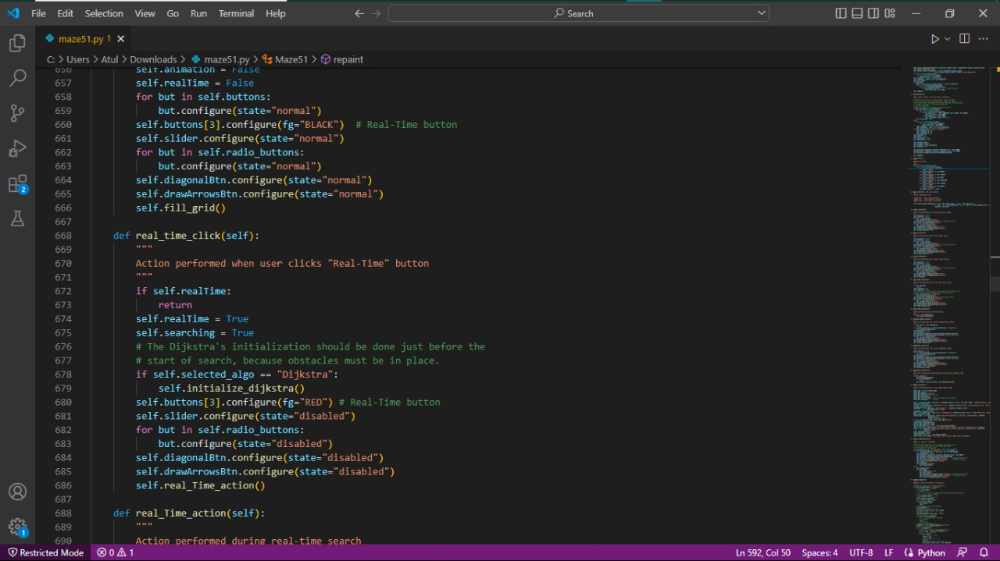 File Edit Selection View Go Run Terminal Help Search
maze51.py 1
C: > Users > Atul > Downloads > maze51.py > Maze51 > repaint
656 self.animation = False
657 self.realTime = False
658 for but in self.buttons:
659 but.configure(state="normal")
660 self.buttons[3].configure(fg="BLACK")  # Real-Time button
661 self.slider.configure(state="normal")
662 for but in self.radio_buttons:
663 but.configure(state="normal")
664 self.diagonalBtn.configure(state="normal")
665 self.drawArrowsBtn.configure(state="normal")
666 self.fill_grid()
667
668 def real_time_click(self):
669 """
670 Action performed when user clicks "Real-Time" button
671 """
672 if self.realTime:
673 return
674 self.realTime = True
675 self.searching = True
676 # The Dijkstra's initialization should be done just before the
677 # start of search, because obstacles must be in place.
678 if self.selected_algo == "Dijkstra":
679 self.initialize_dijkstra()
680 self.buttons[3].configure(fg="RED") # Real-Time button
681 self.slider.configure(state="disabled")
682 for but in self.radio_buttons:
683 but.configure(state="disabled")
684 self.diagonalBtn.configure(state="disabled")
685 self.drawArrowsBtn.configure(state="disabled")
686 self.real_Time_action()
687
688 def real_Time_action(self):
689 """
690 Action performed during real-time search
2
1
Restricted Mode 0 1 Ln 592, Col 50 Spaces: 4 UTF-8 LF Python